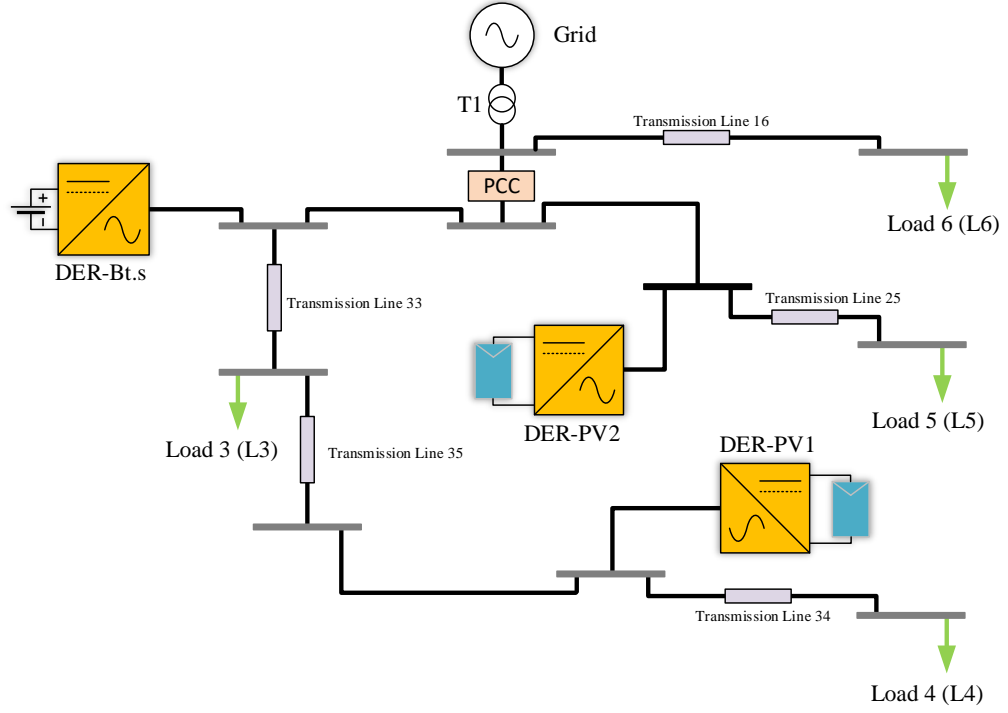 Grid
T1
Transmission Line 16
PCC
+
-
Load 6 (L6)
DER-Bt.s
Transmission Line 33
Transmission Line 25
Load 5 (L5)
DER-PV2
Load 3 (L3)
Transmission Line 35
DER-PV1
Transmission Line 34
Load 4 (L4)